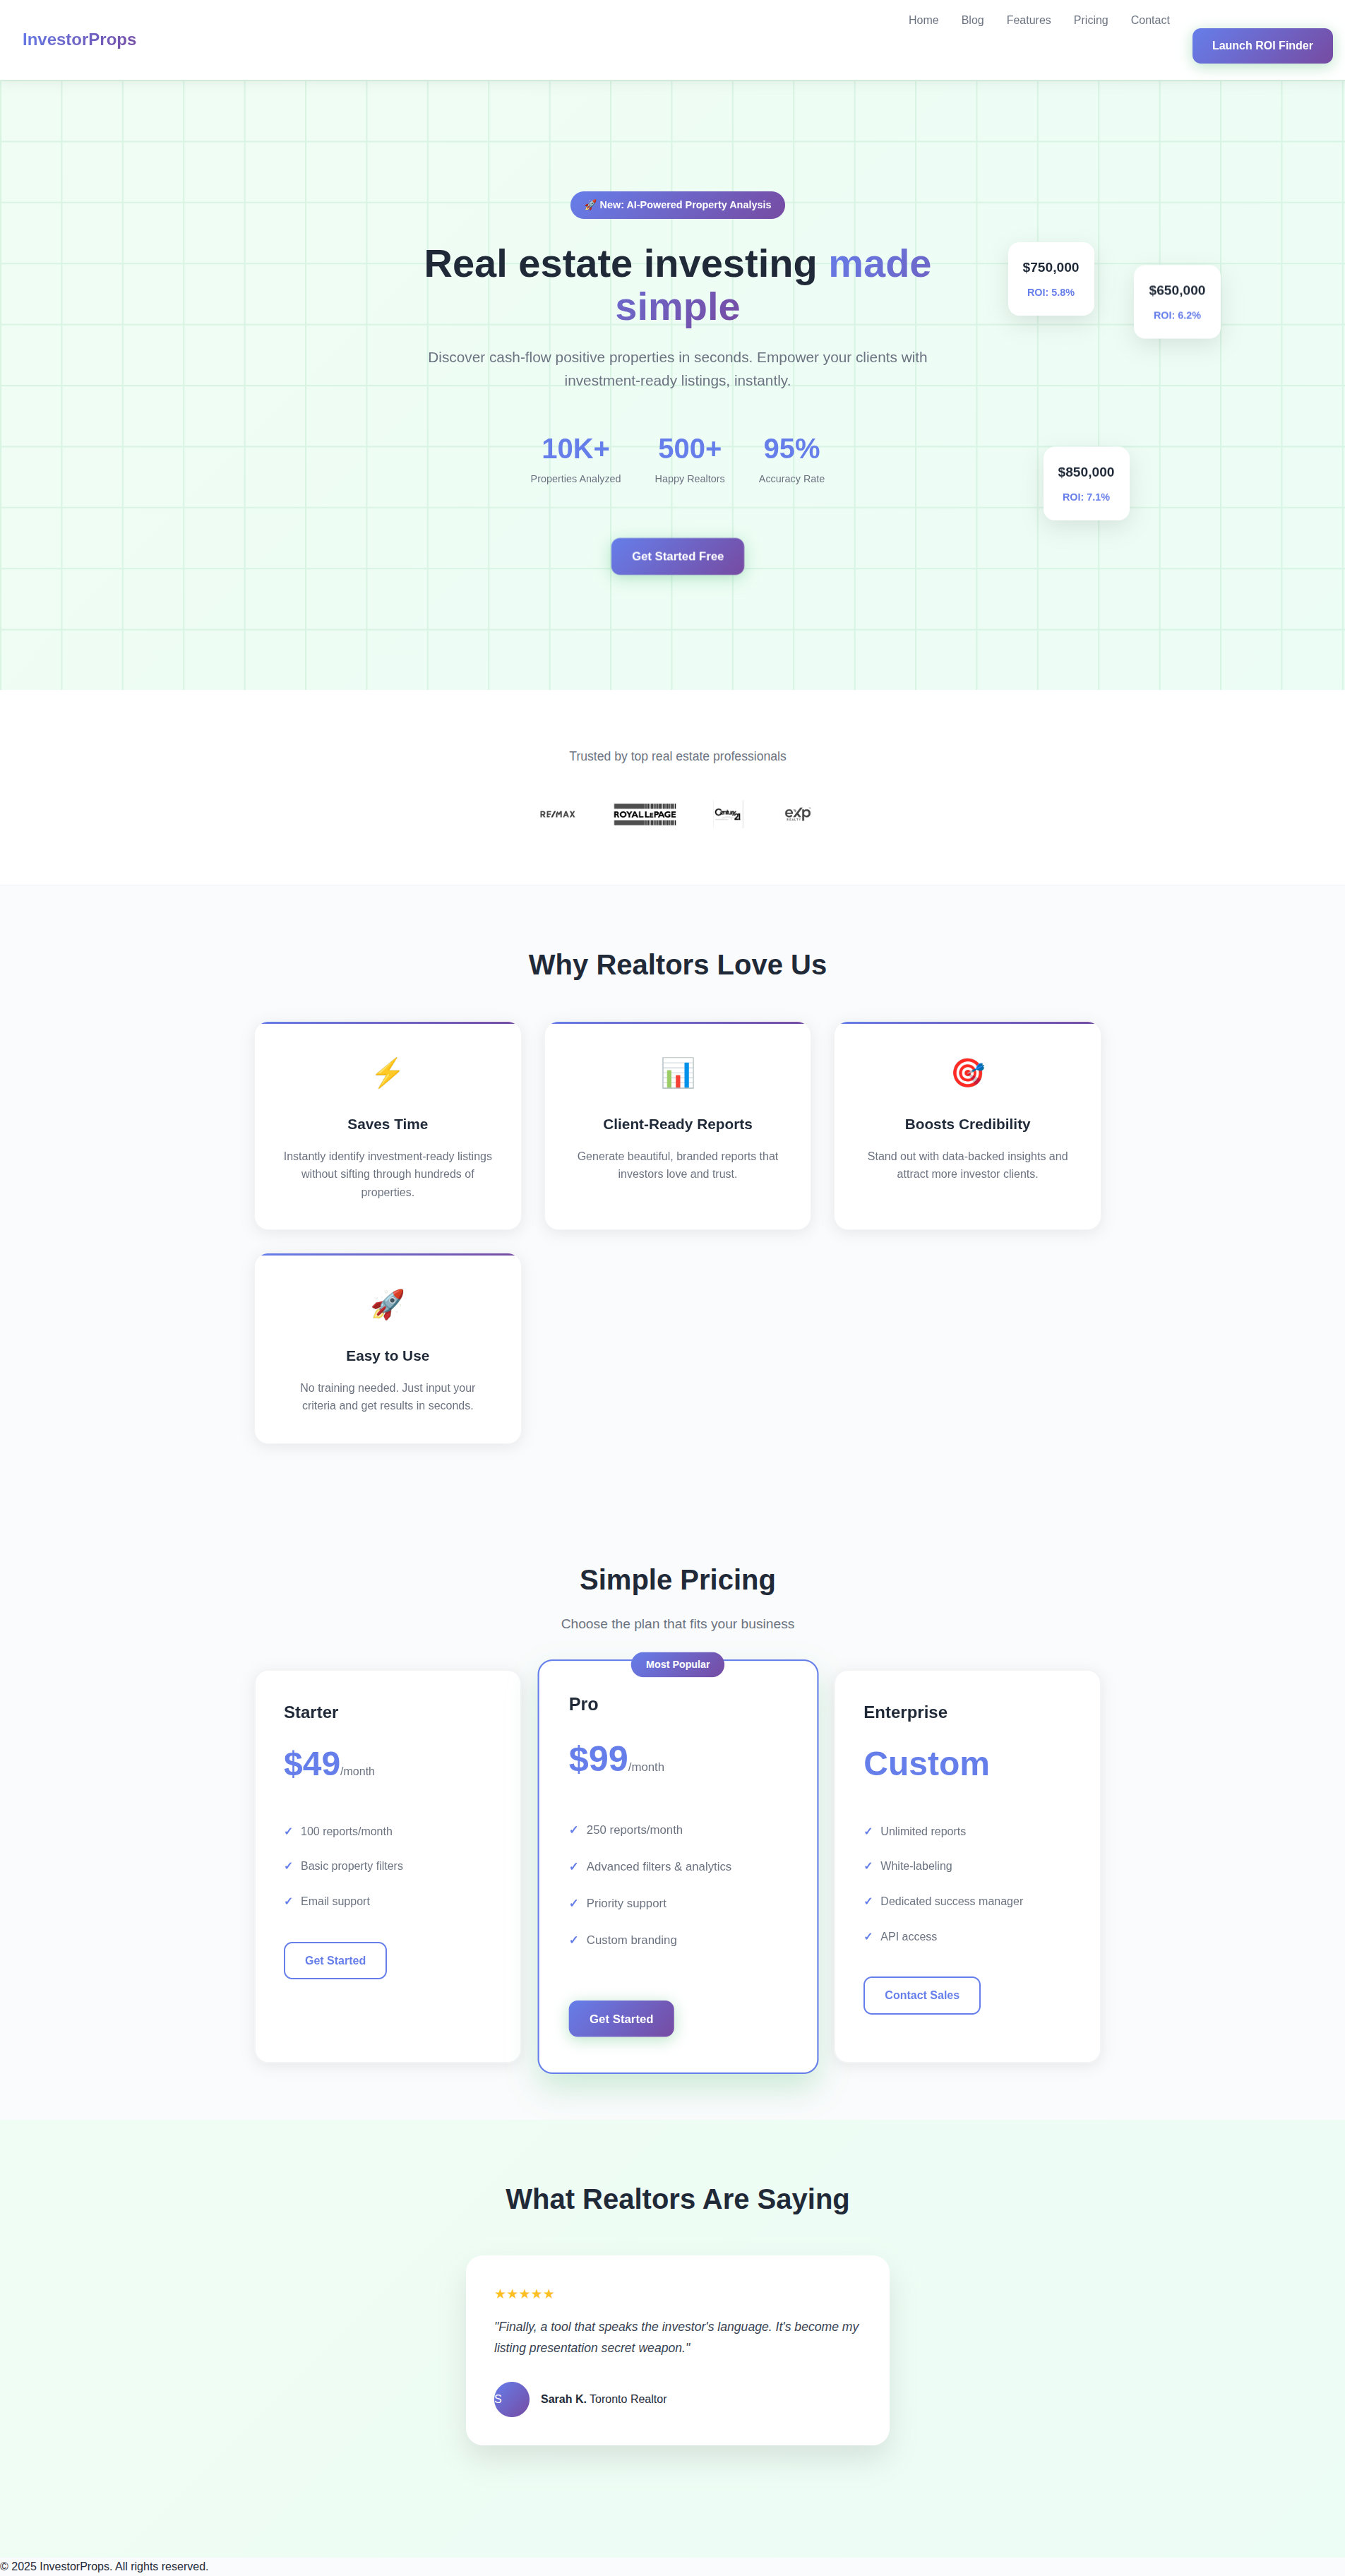 InvestorProps
Home Blog Features Pricing Contact
Launch ROI Finder
🚀 New: AI-Powered Property Analysis
Real estate investing made
simple
Discover cash-flow positive properties in seconds. Empower your clients with
investment-ready listings, instantly.
10K+ 500+ 95%
Properties Analyzed Happy Realtors Accuracy Rate
Get Started Free
$750,000
ROI: 5.8%
$650,000
ROI: 6.2%
$850,000
ROI: 7.1%
Trusted by top real estate professionals
RE/MAX ROYAL LEPAGE Century 21 eXp REALTY
Why Realtors Love Us
Saves Time
Instantly identify investment-ready listings
without sifting through hundreds of
properties.
Client-Ready Reports
Generate beautiful, branded reports that
investors love and trust.
Boosts Credibility
Stand out with data-backed insights and
attract more investor clients.
Easy to Use
No training needed. Just input your
criteria and get results in seconds.
Simple Pricing
Choose the plan that fits your business
Starter
$49/month
✓ 100 reports/month
✓ Basic property filters
✓ Email support
Get Started
Most Popular
Pro
$99/month
✓ 250 reports/month
✓ Advanced filters & analytics
✓ Priority support
✓ Custom branding
Get Started
Enterprise
Custom
✓ Unlimited reports
✓ White-labeling
✓ Dedicated success manager
✓ API access
Contact Sales
What Realtors Are Saying
★★★★★
"Finally, a tool that speaks the investor's language. It's become my
listing presentation secret weapon."
S
Sarah K. Toronto Realtor
© 2025 InvestorProps. All rights reserved.